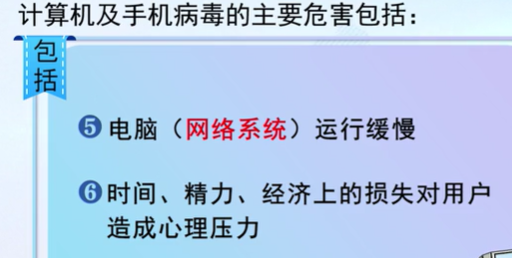 计算机及手机病毒的主要危害包括：
包
括
❺ 电脑（网络系统）运行缓慢
❻ 时间、精力、经济上的损失对用户
造成心理压力